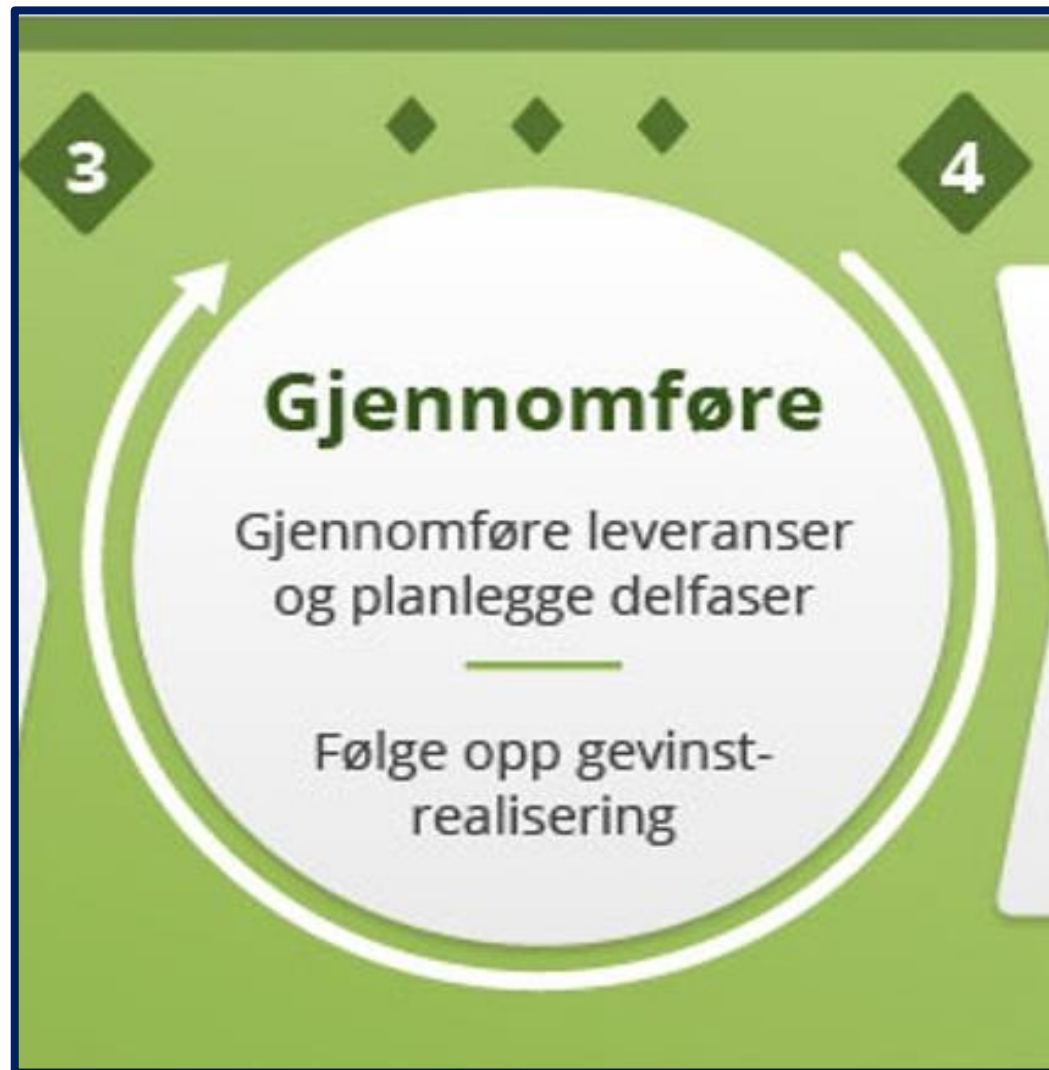 3
4
Gjennomføre
Gjennomføre leveranser
og planlegge delfaser
Følge opp gevinst-
realisering